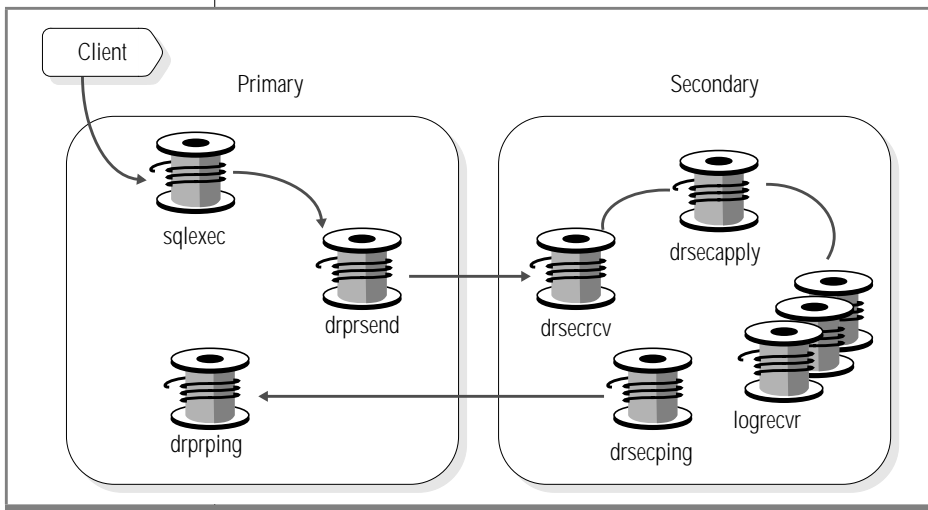 Client
Primary
Secondary
sqlexec
drsecapply
drprsend
drsecrcv
logrecvr
drprping
drsecping